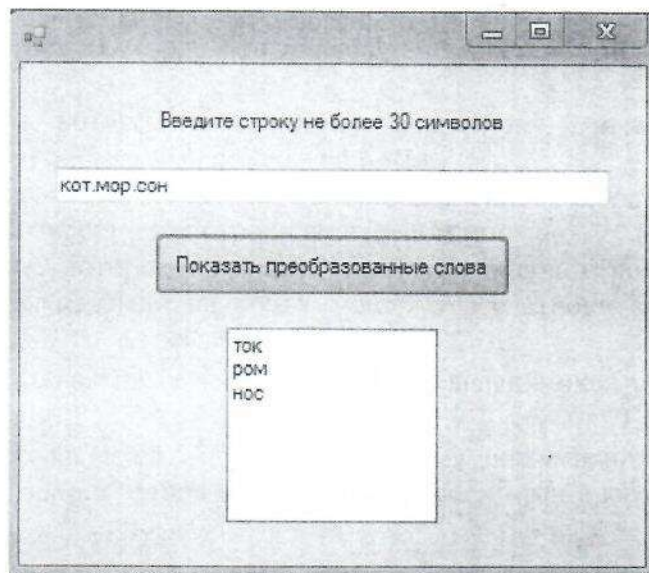 Введите строку не более 30 символов
кот.мор.сон
Показать преобразованные слова
ток
ром
нос